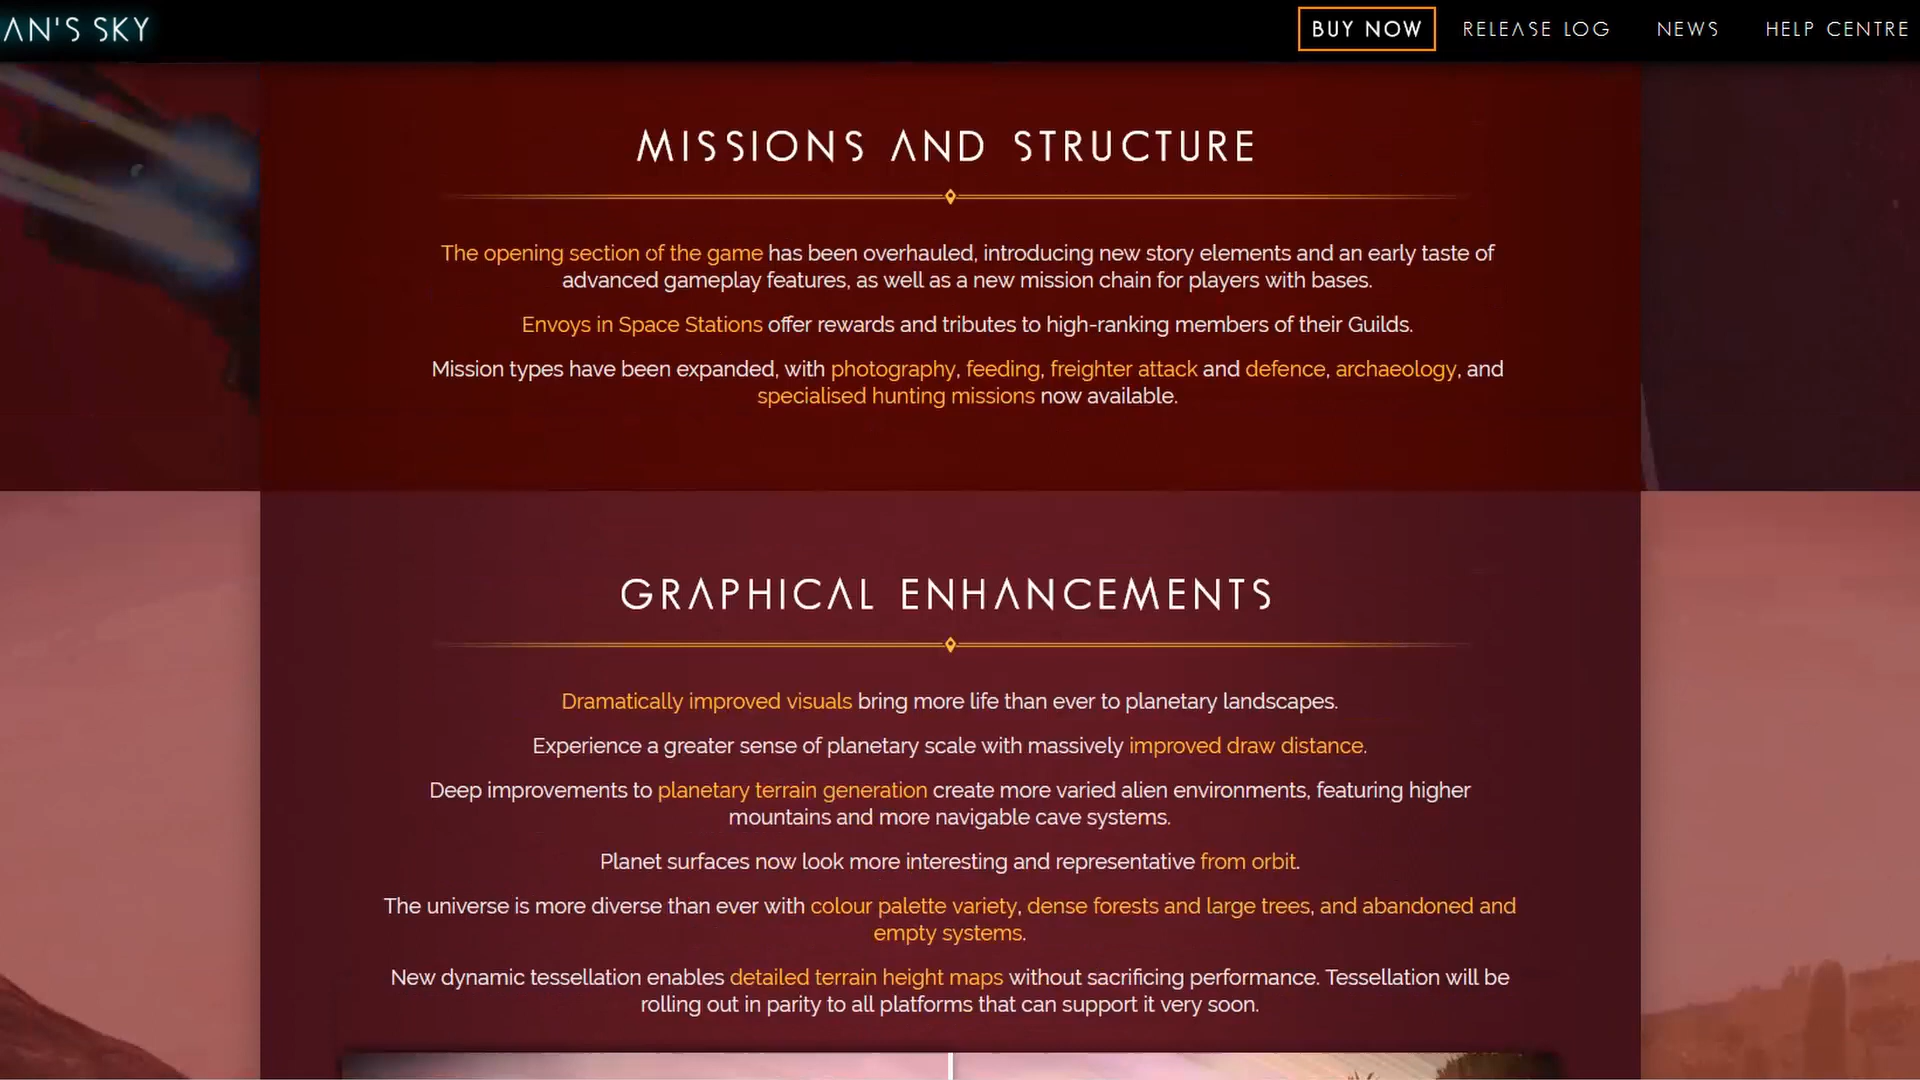 AN'S SKY
BUY NOW
RELEASE LOG
NEWS
HELP CENTRE
MISSIONS AND STRUCTURE
The opening section of the game has been overhauled, introducing new story elements and an early taste of
advanced gameplay features, as well as a new mission chain for players with bases.
Envoys in Space Stations offer rewards and tributes to high-ranking members of their Guilds.
Mission types have been expanded, with photography, feeding, freighter attack and defence, archaeology, and
specialised hunting missions now available.
GRAPHICAL ENHANCEMENTS
Dramatically improved visuals bring more life than ever to planetary landscapes.
Experience a greater sense of planetary scale with massively improved draw distance.
Deep improvements to planetary terrain generation create more varied alien environments, featuring higher
mountains and more navigable cave systems.
Planet surfaces now look more interesting and representative from orbit.
The universe is more diverse than ever with colour palette variety, dense forests and large trees, and abandoned and
empty systems.
New dynamic tessellation enables detailed terrain height maps without sacrificing performance. Tessellation will be
rolling out in parity to all platforms that can support it very soon.